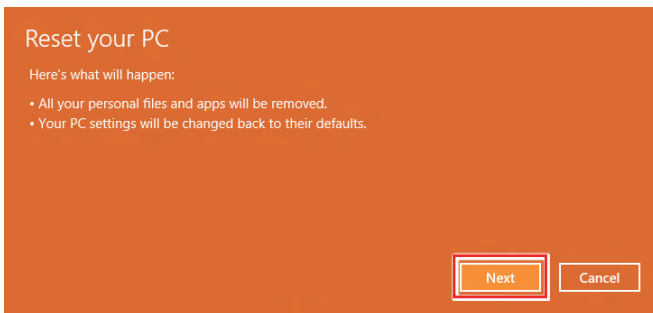 Reset your PC
Here's what will happen:
• All your personal files and apps will be removed.
• Your PC settings will be changed back to their defaults.
Next Cancel